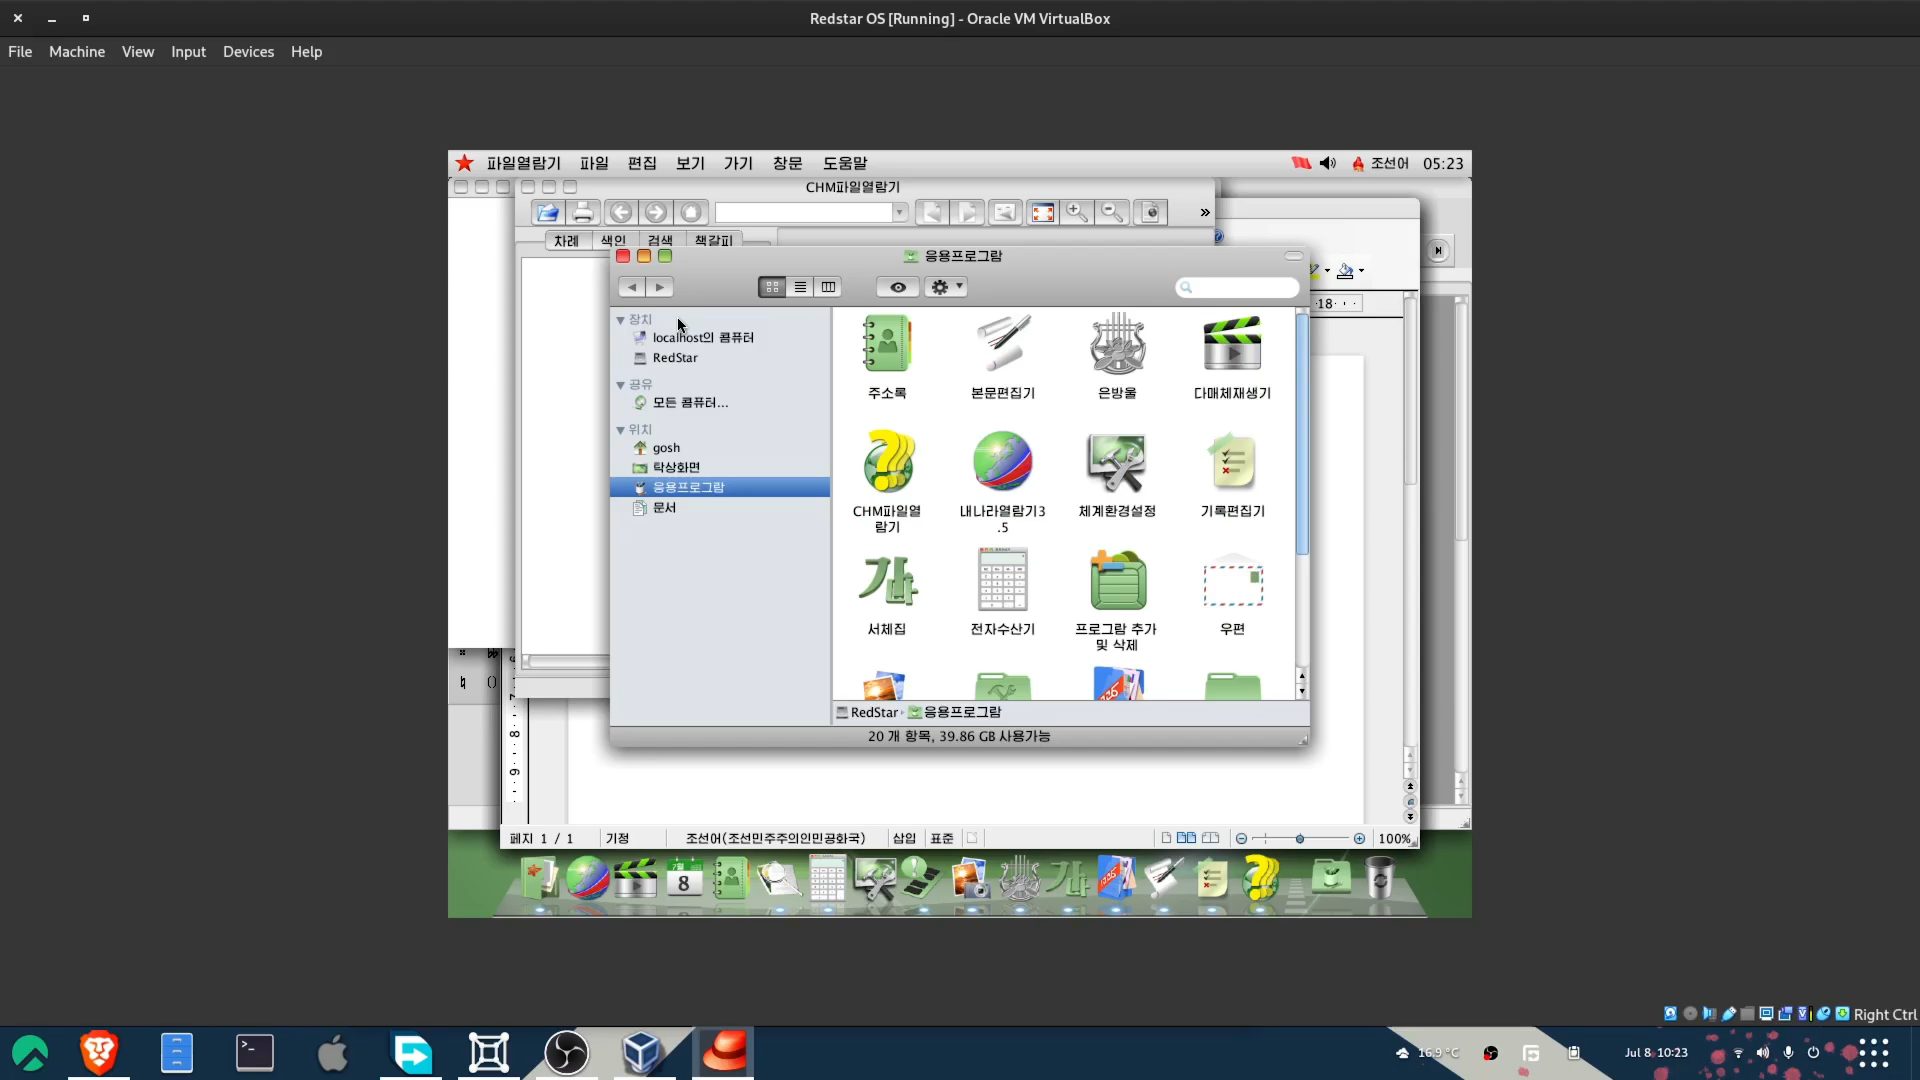 Redstar OS [Running] - Oracle VM VirtualBox
File Machine View Input Devices Help
파일열람기 파일 편집 보기 가기 창문 도움말
조선어 05:23
CHM파일열람기
»
차례 색인 검색 책갈피
응용프로그람
장치
localhost의 콤퓨터
RedStar
공유
모든 콤퓨터...
위치
gosh
탁상화면
응용프로그람
문서
주소록 본문편집기 은방울 다매체재생기
CHM파일열
람기
내나라열람기3
.5
체계환경설정
기록편집기
서체집 전자수산기
프로그람 추가
및 삭제
우편
RedStar 응용프로그람
20 개 항목, 39.86 GB 사용가능
18
8
9
페지 1 / 1 기정 조선어(조선민주주의인민공화국) 삽입 표준 100%
7월
8
가
Right Ctrl
>_
16.9 °C
Jul 8 10:23